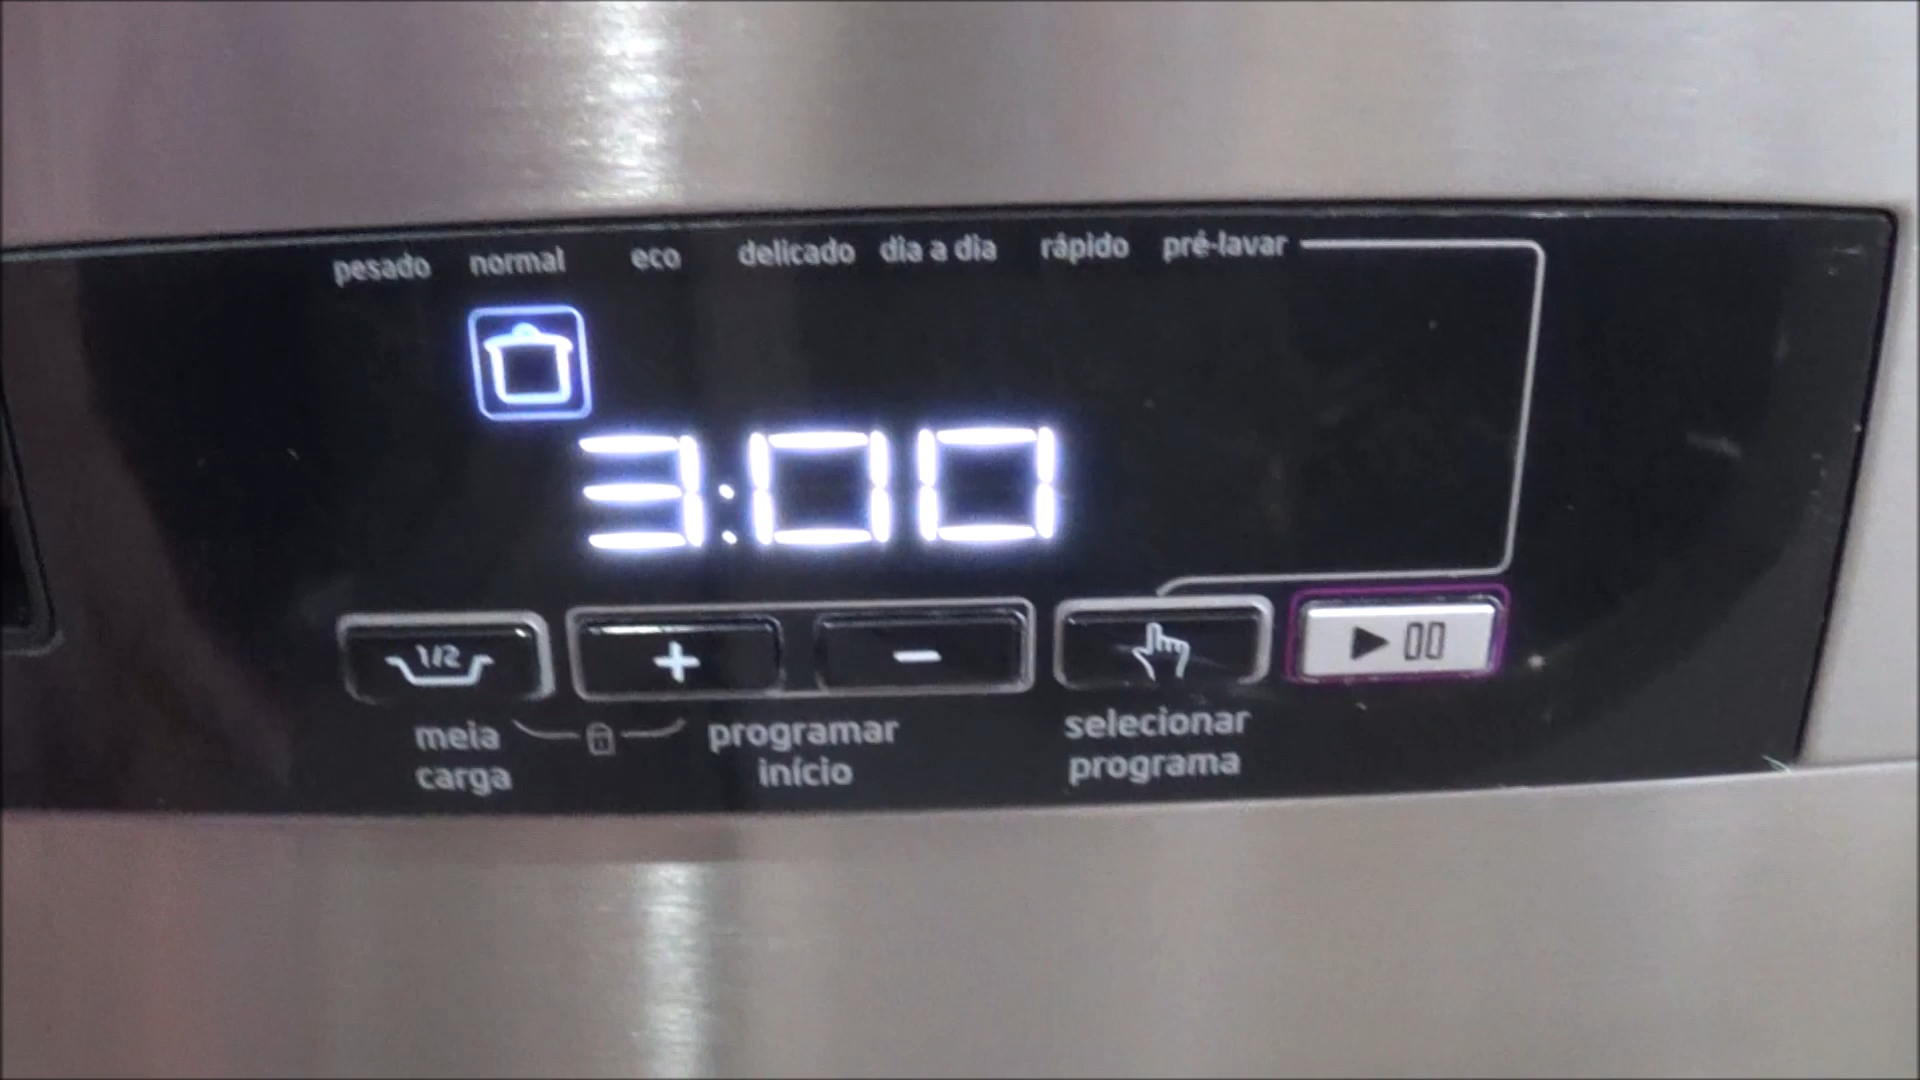 pesado normal eco delicado dia a dia rápido pré-lavar
3:00
1/2 + -
meia carga
programar início
selecionar programa